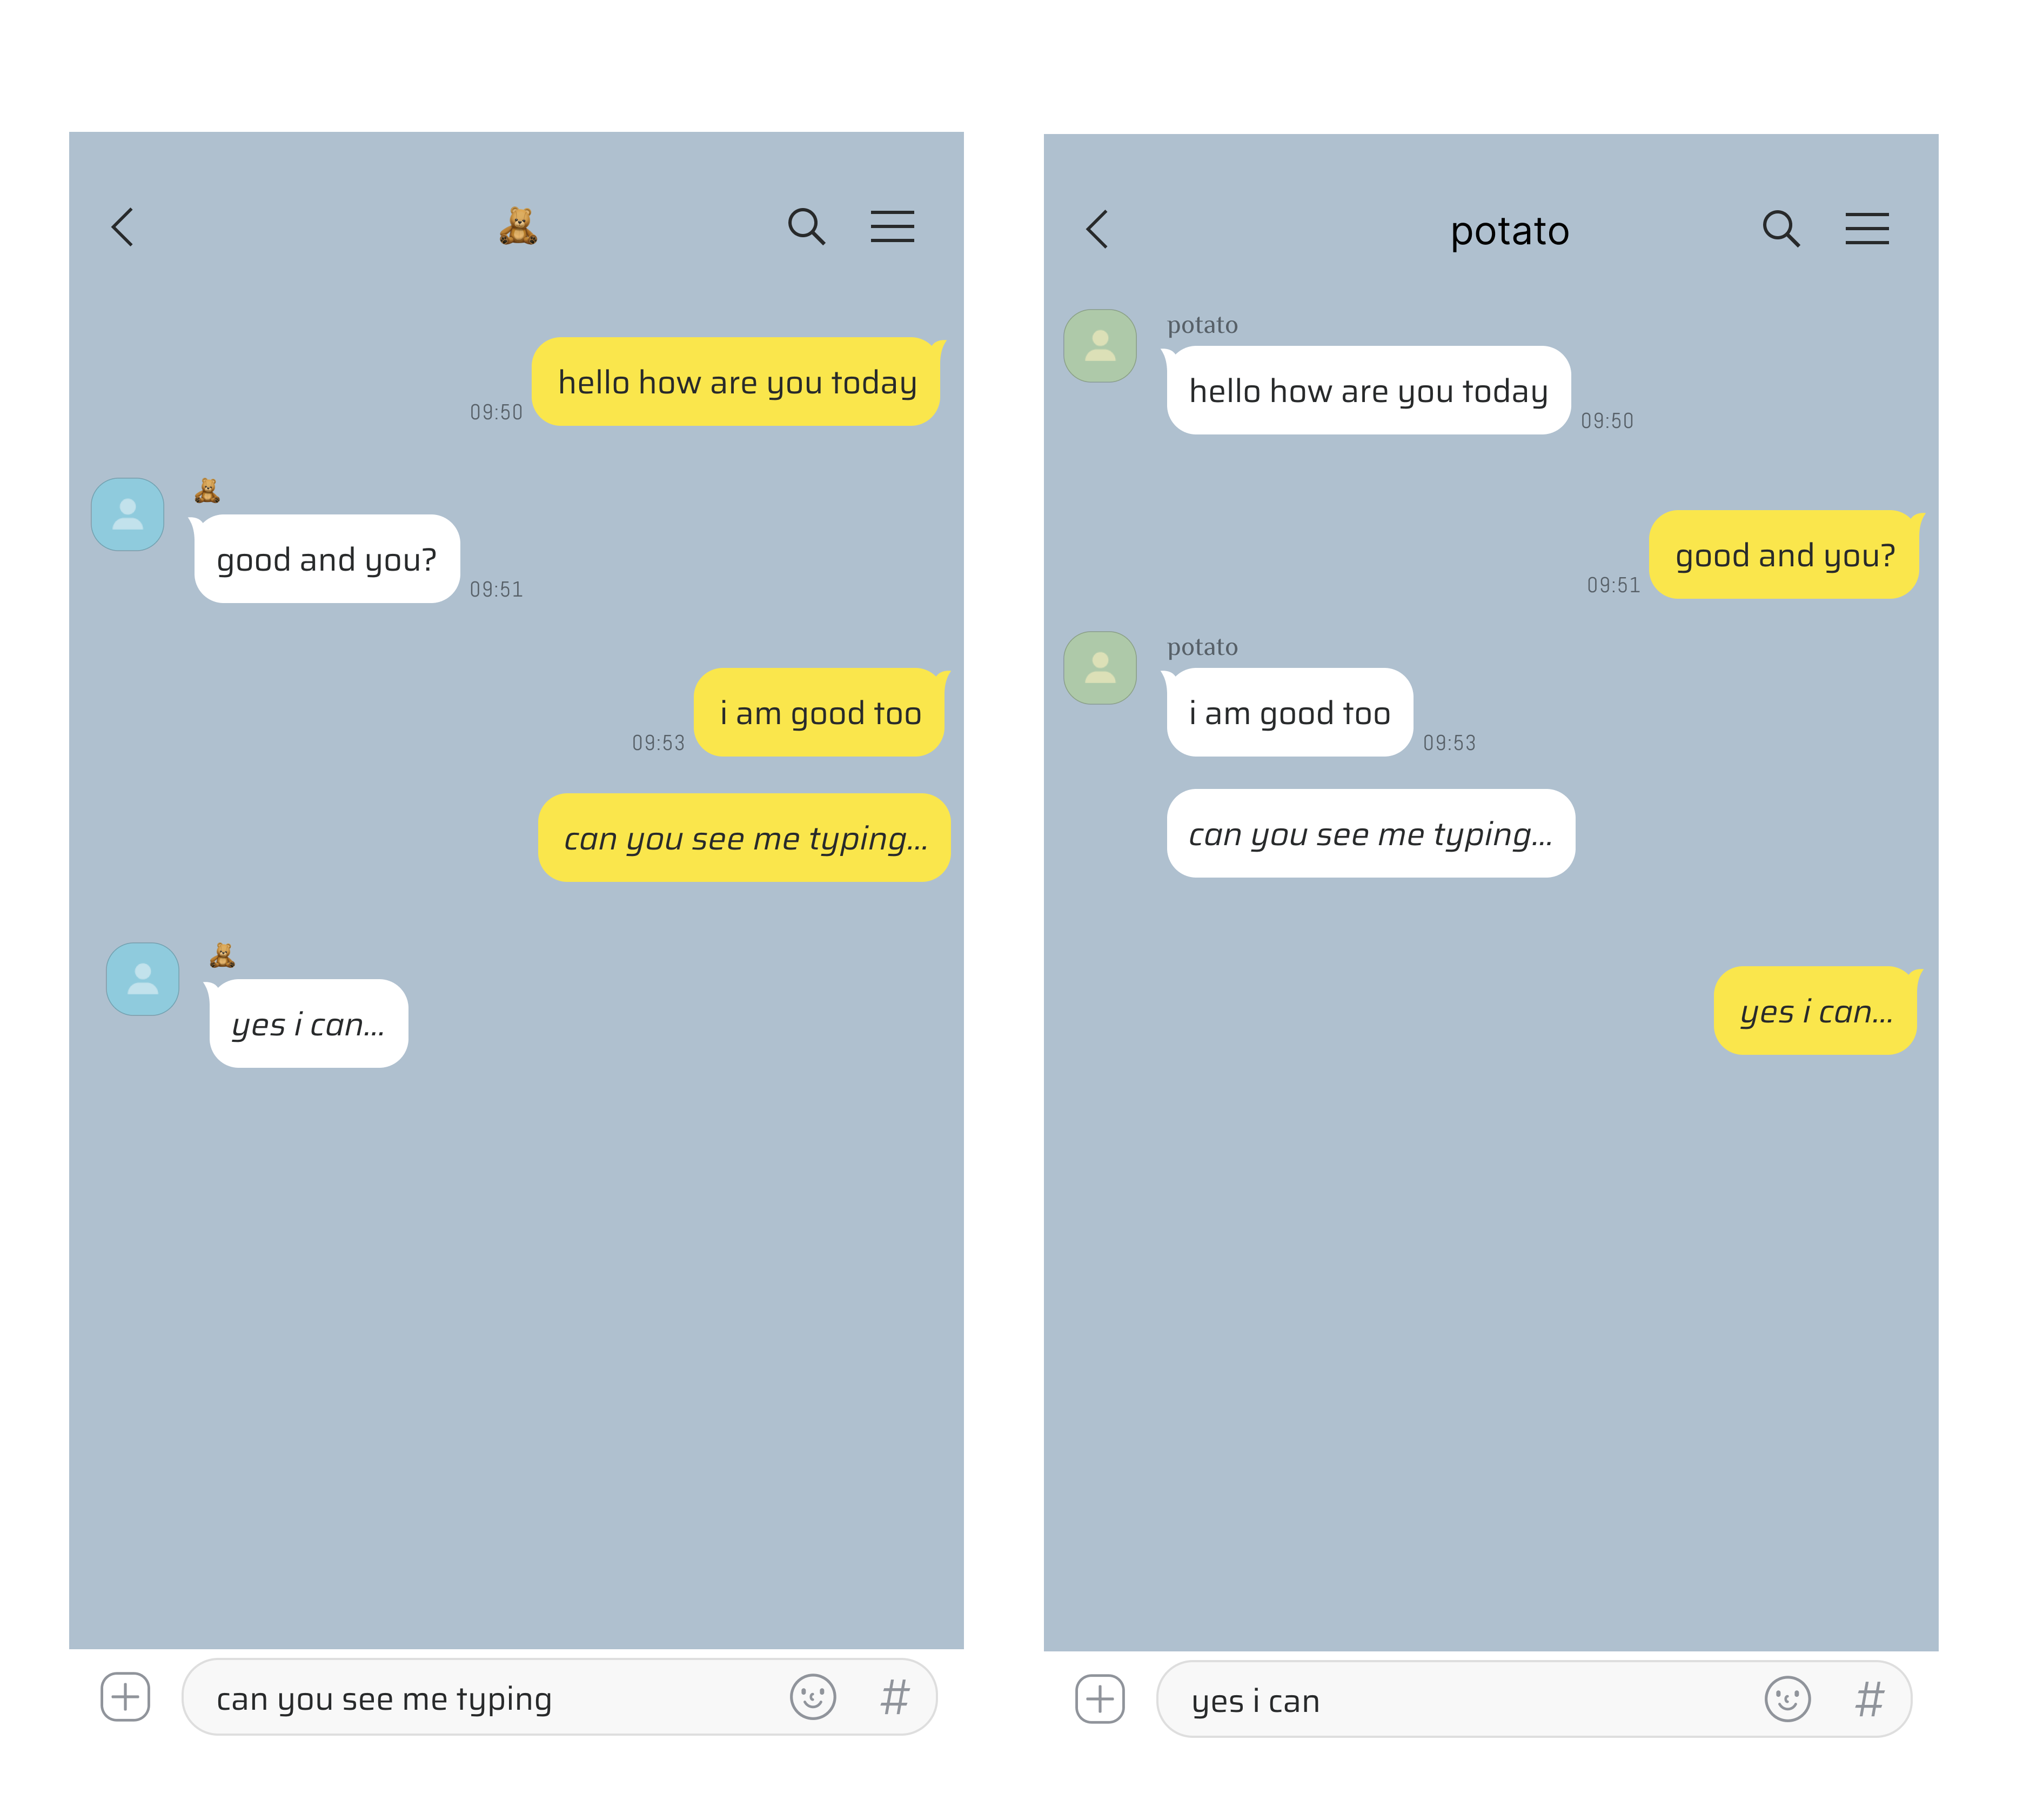 🧸
hello how are you today
09:50
🧸
good and you?
09:51
i am good too
09:53
can you see me typing...
🧸
yes i can...
can you see me typing
#
potato
potato
hello how are you today
09:50
good and you?
09:51
potato
i am good too
09:53
can you see me typing...
yes i can...
yes i can
#